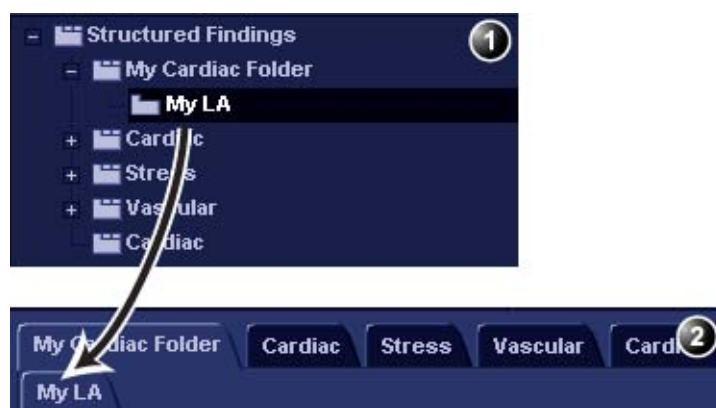 Structured Findings
1
My Cardiac Folder
My LA
Cardiac
Stress
Vascular
Cardiac
My Cardiac Folder Cardiac Stress Vascular Cardi
2
My LA